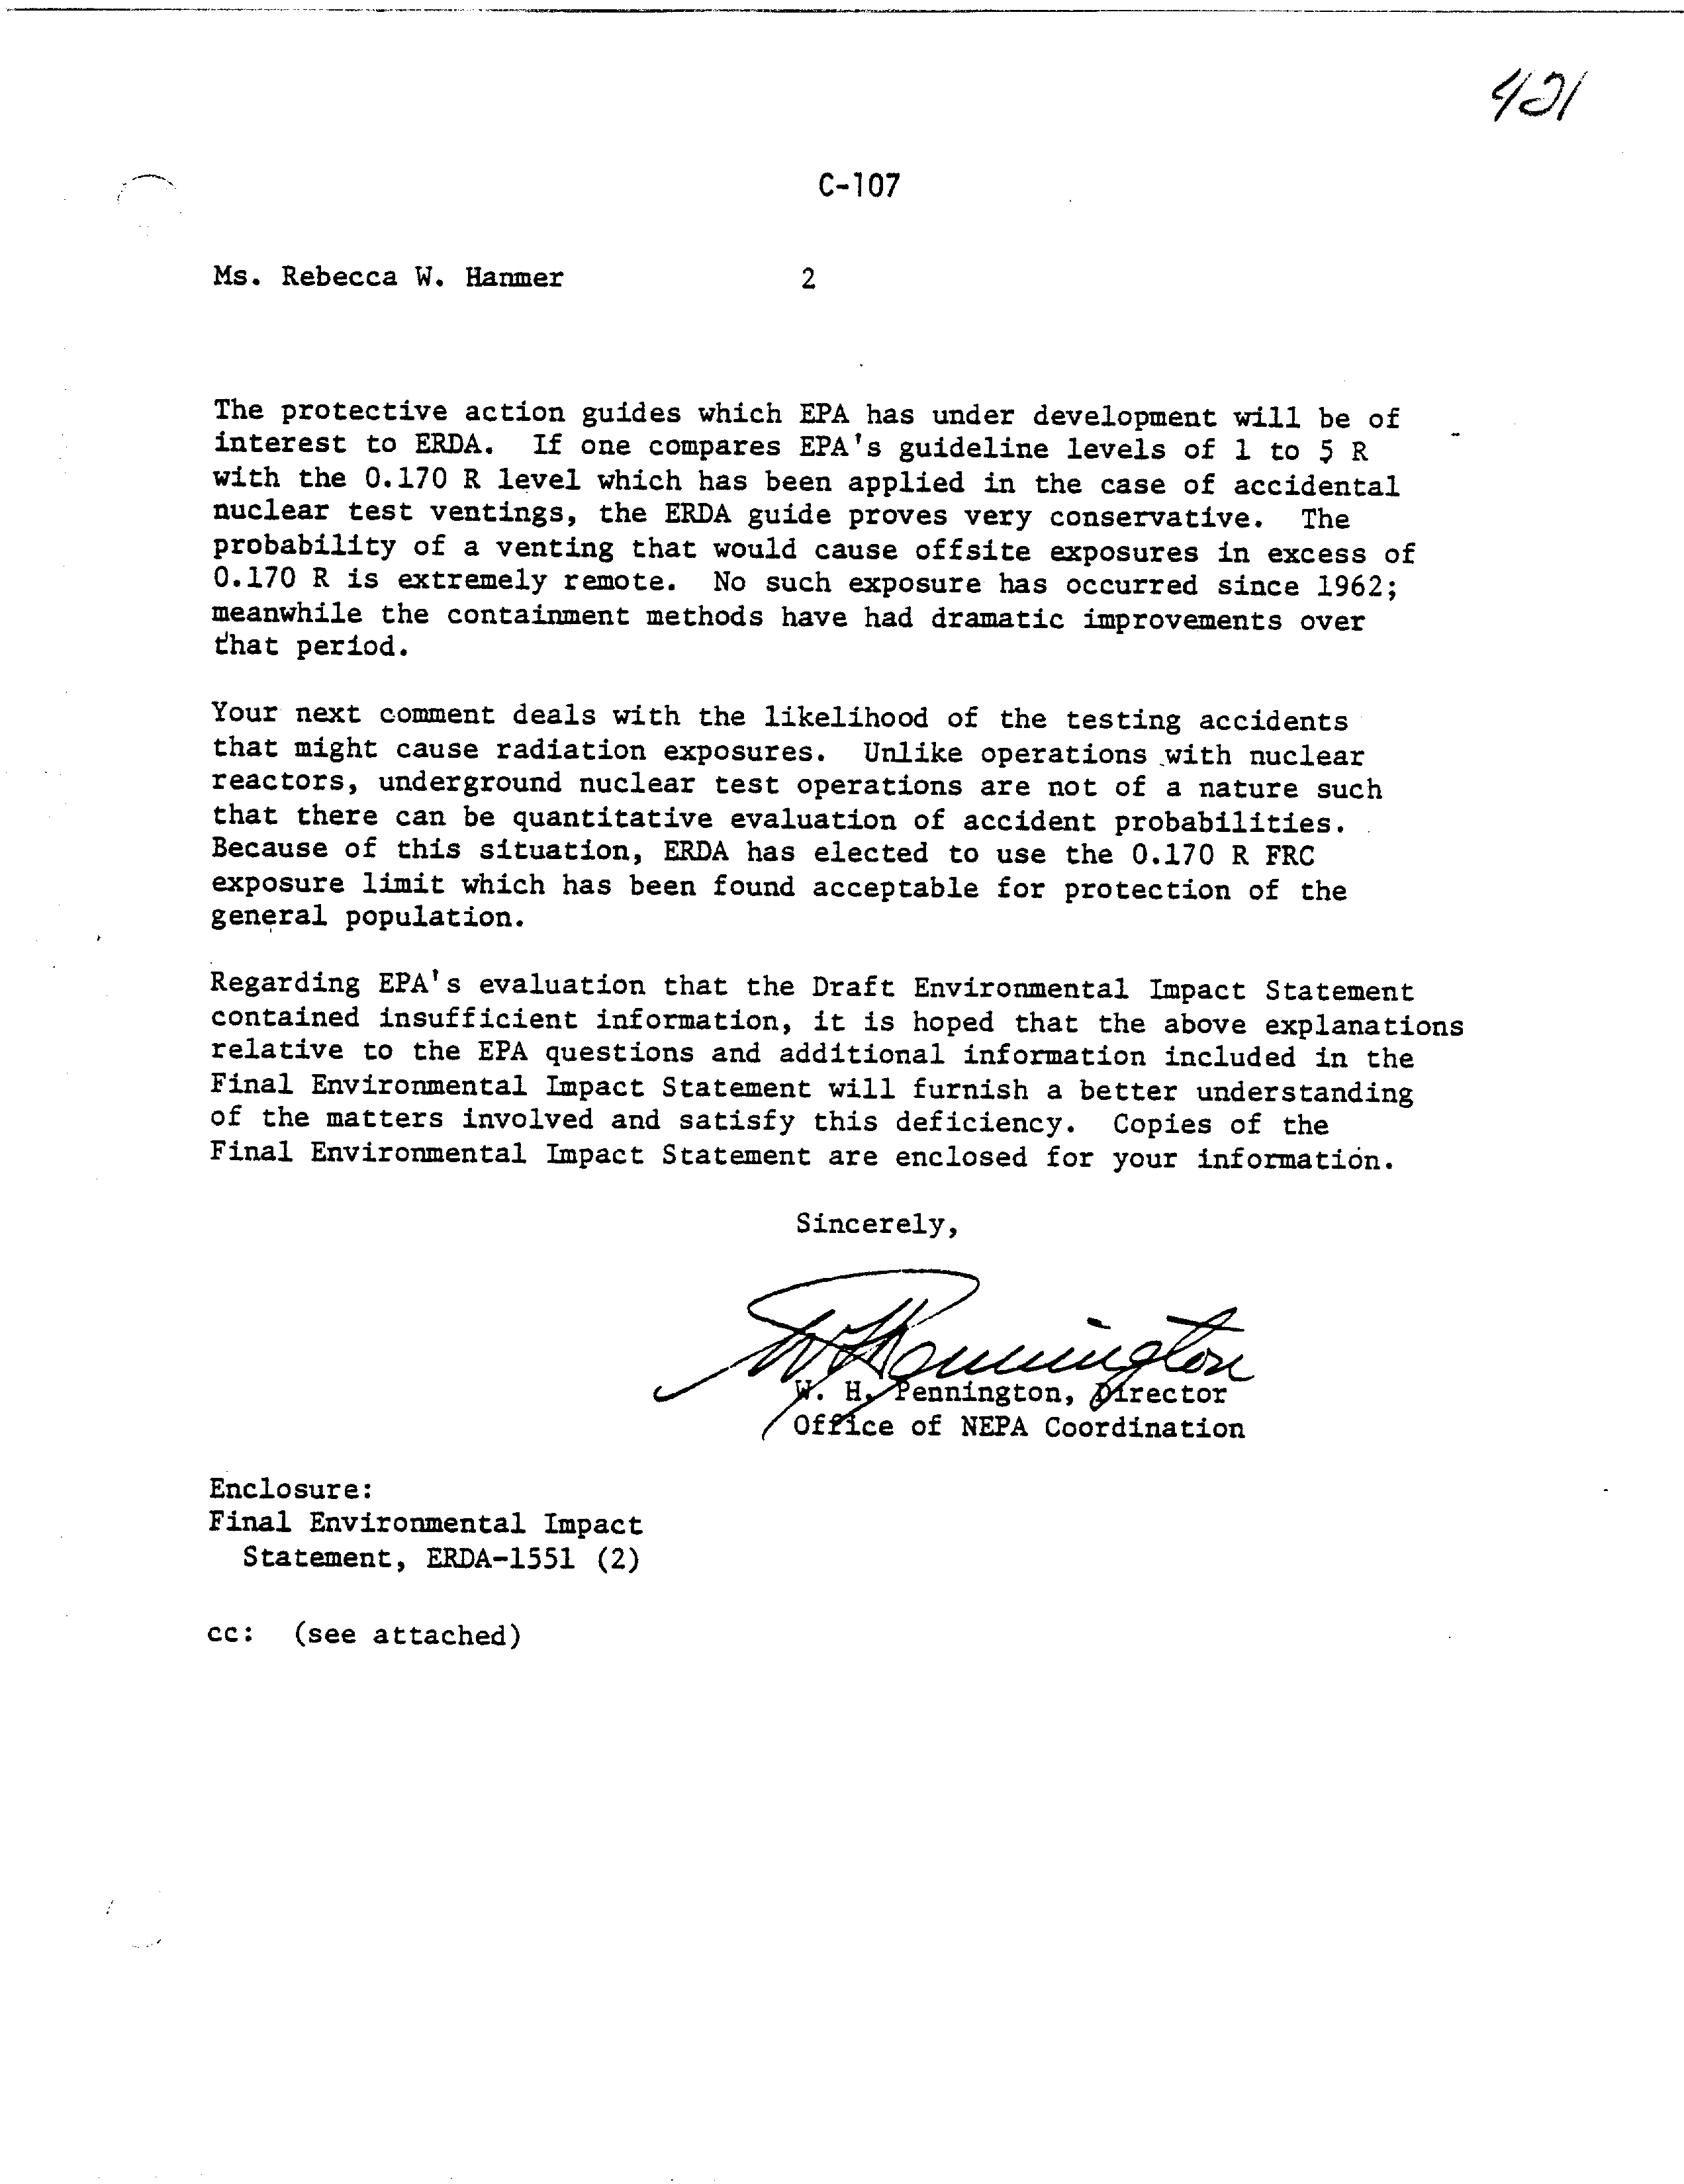 421
C-107
Ms. Rebecca W. Hanmer 2
The protective action guides which EPA has under development will be of
interest to ERDA. If one compares EPA's guideline levels of 1 to 5 R
with the 0.170 R level which has been applied in the case of accidental
nuclear test ventings, the ERDA guide proves very conservative. The
probability of a venting that would cause offsite exposures in excess of
0.170 R is extremely remote. No such exposure has occurred since 1962;
meanwhile the containment methods have had dramatic improvements over
that period.
Your next comment deals with the likelihood of the testing accidents
that might cause radiation exposures. Unlike operations with nuclear
reactors, underground nuclear test operations are not of a nature such
that there can be quantitative evaluation of accident probabilities.
Because of this situation, ERDA has elected to use the 0.170 R FRC
exposure limit which has been found acceptable for protection of the
general population.
Regarding EPA's evaluation that the Draft Environmental Impact Statement
contained insufficient information, it is hoped that the above explanations
relative to the EPA questions and additional information included in the
Final Environmental Impact Statement will furnish a better understanding
of the matters involved and satisfy this deficiency. Copies of the
Final Environmental Impact Statement are enclosed for your information.
Sincerely,
W H Pennington
W. H. Pennington, Director
Office of NEPA Coordination
Enclosure:
Final Environmental Impact
Statement, ERDA-1551 (2)
cc: (see attached)